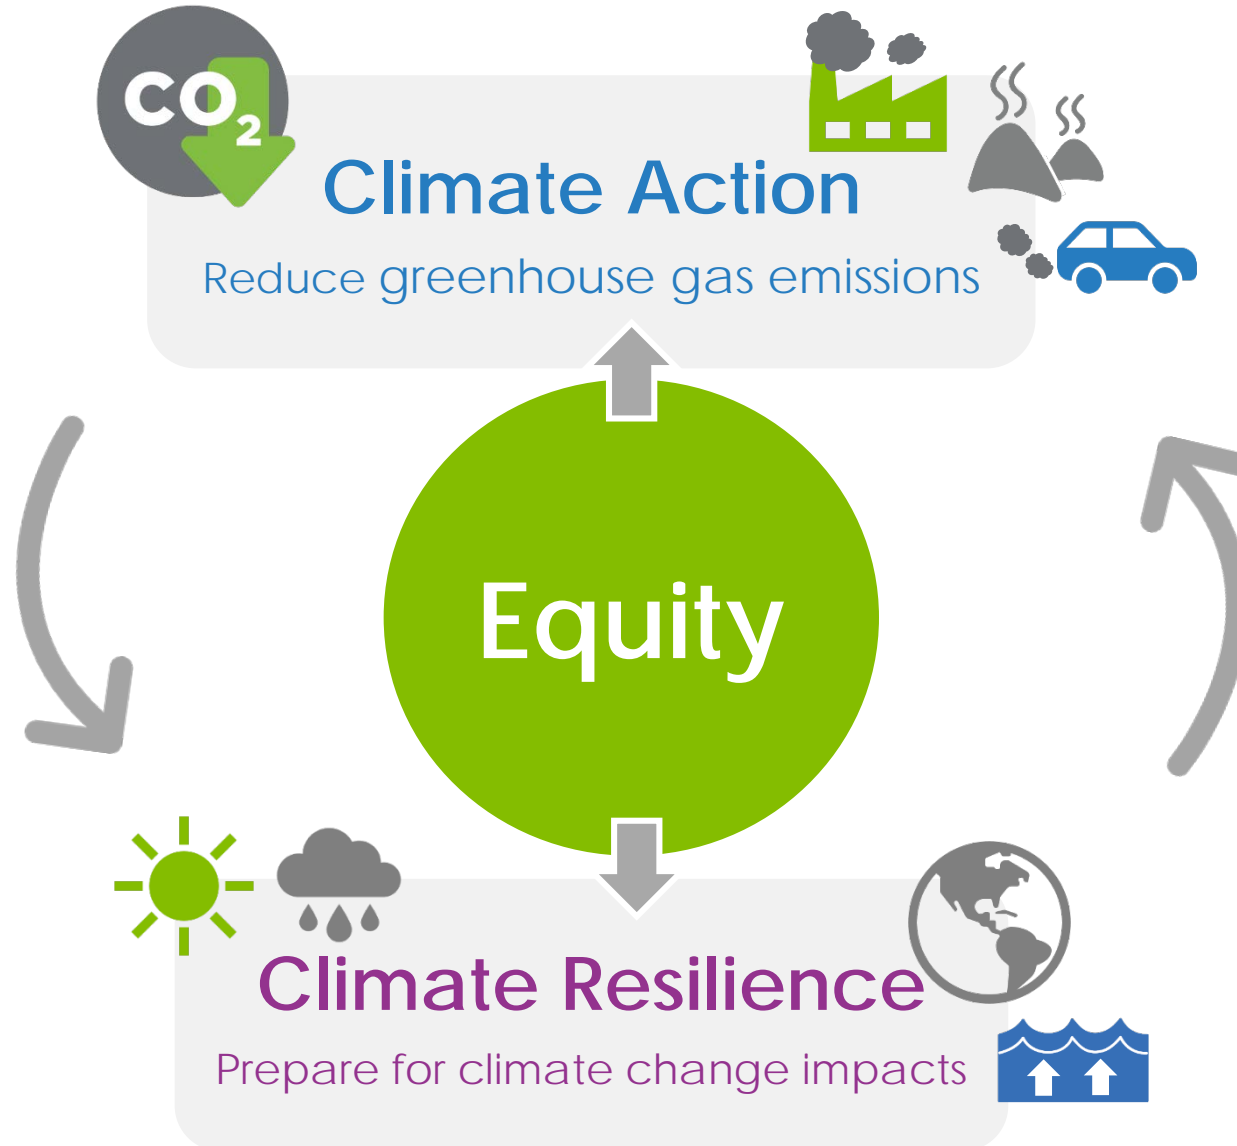 CO2
Climate Action
Reduce greenhouse gas emissions
Equity
Climate Resilience
Prepare for climate change impacts